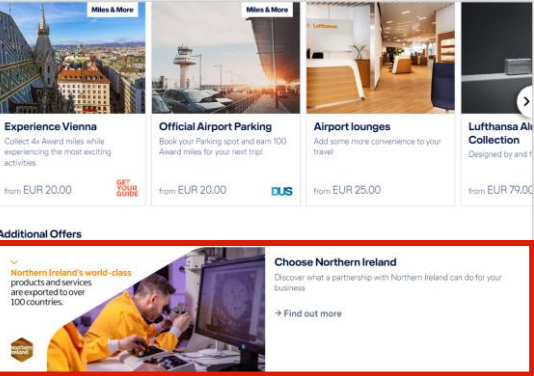 Miles & More
Miles & More
Lufthansa
Experience Vienna
Collect 4x Award miles while
experiencing the most exciting
activities
from EUR 20.00
GET
YOUR
GUIDE
Official Airport Parking
Book your Parking spot and earn 100
Award miles for your next trip!
from EUR 20.00
DUS
Airport lounges
Add some more convenience to your
travel
from EUR 25.00
Lufthansa Al
Collection
Designed by and f
from EUR 79.00
Additional Offers
Northern Ireland's world-class
products and services
are exported to over
100 countries.
Northern
Ireland
Choose Northern Ireland
Discover what a partnership with Northern Ireland can do for your
business
→ Find out more